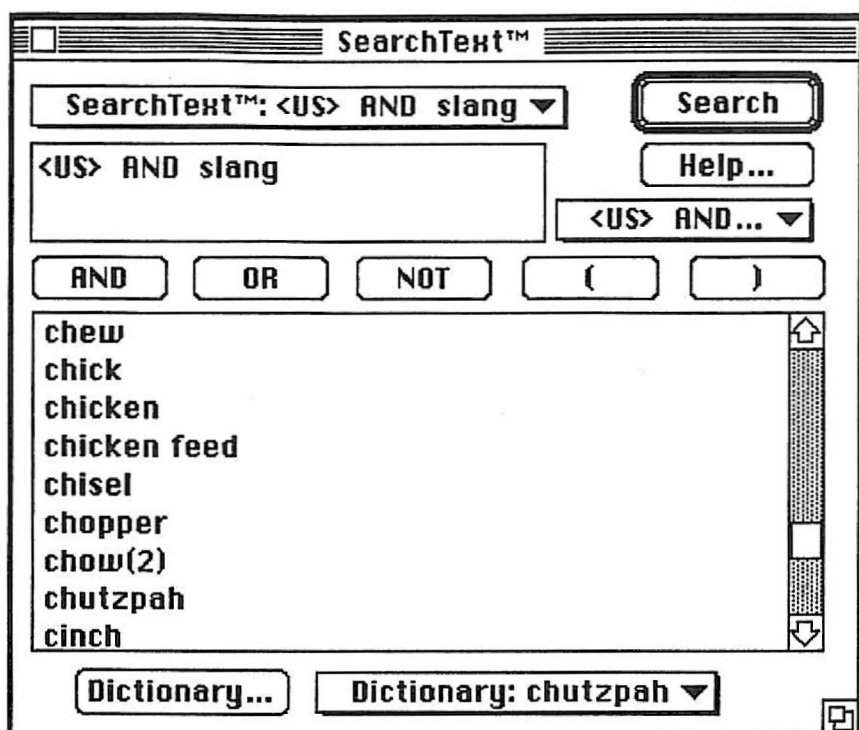 SearchText™
SearchText™: <US> AND slang
Search
<US> AND slang
Help...
<US> AND...
AND
OR
NOT
(
)
chew
chick
chicken
chicken feed
chisel
chopper
chow(2)
chutzpah
cinch
Dictionary...
Dictionary: chutzpah